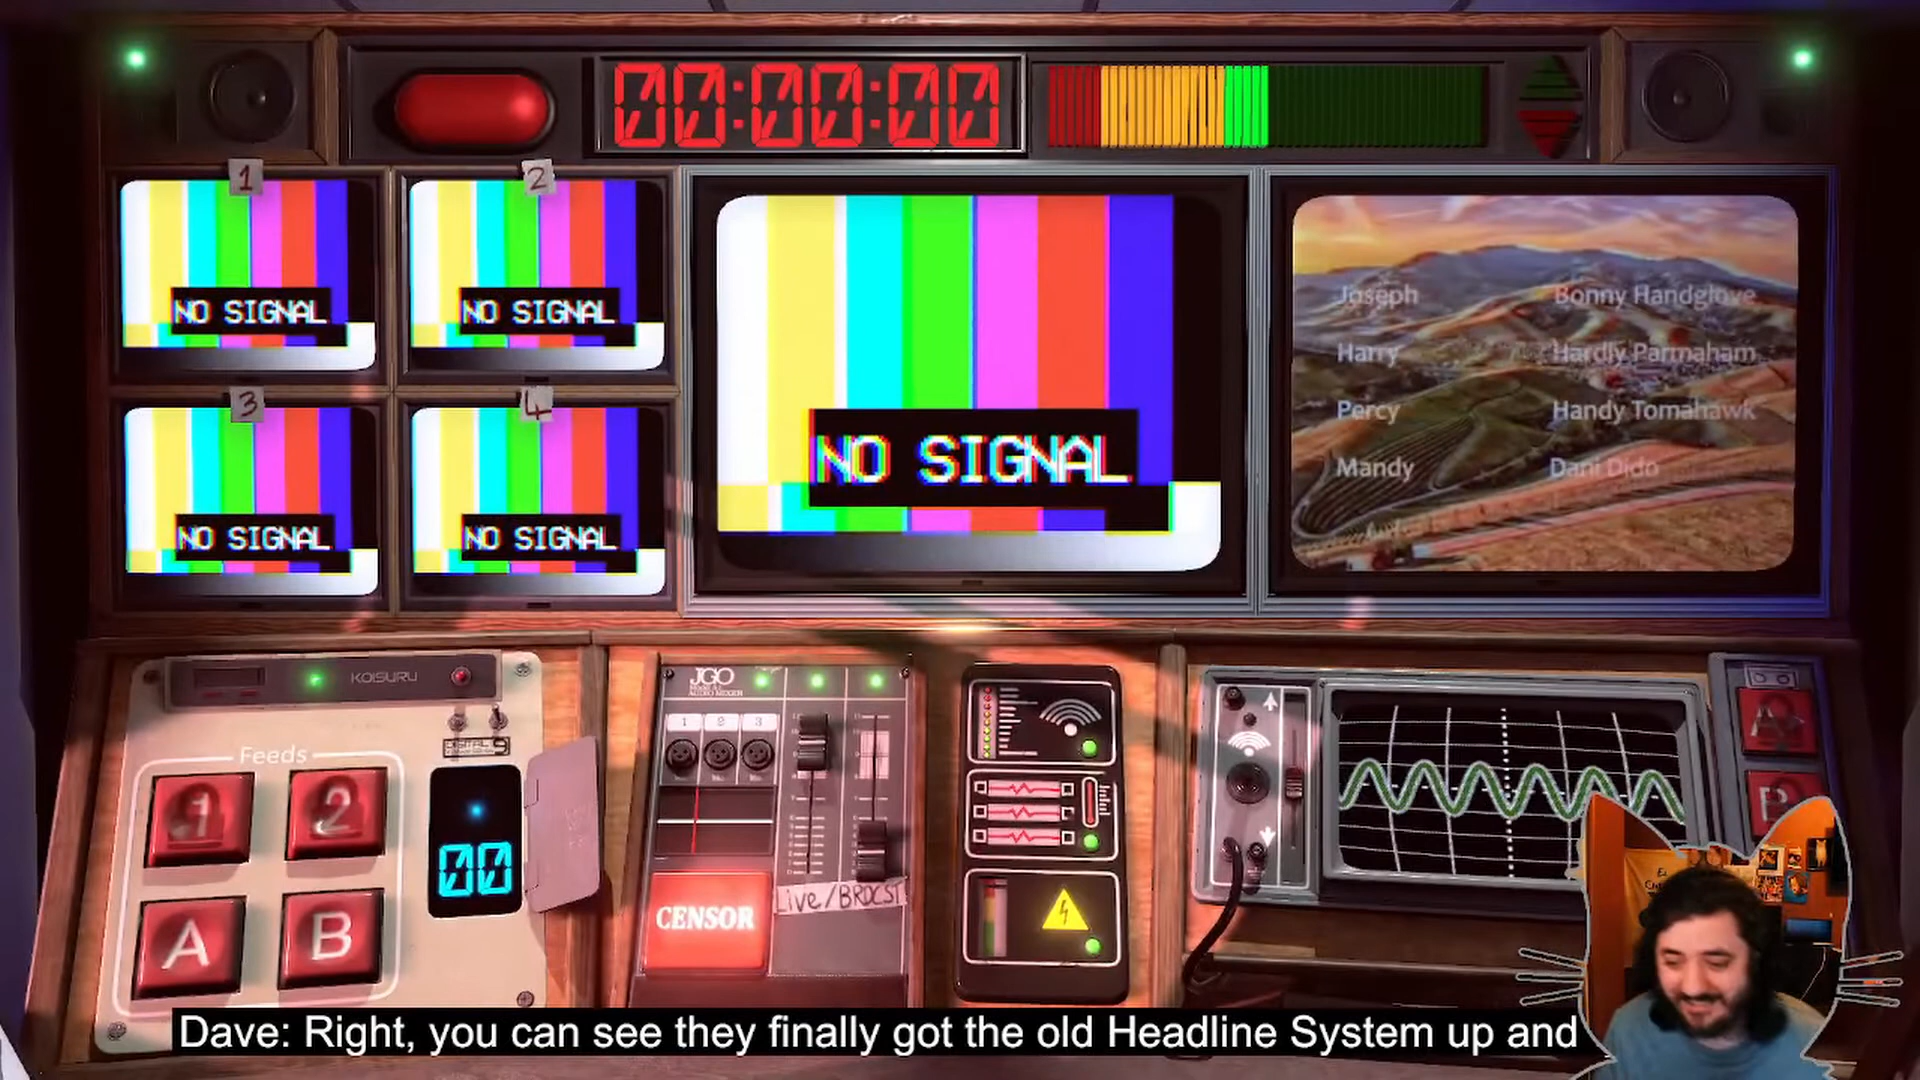 00:00:00
1
2
NO SIGNAL
NO SIGNAL
3
4
NO SIGNAL
NO SIGNAL
NO SIGNAL
Joseph Bonny Handglove
Harry Hardly Parmaham
Percy Handy Tomahawk
Mandy Dani Dido
KOISURU
Feeds
1
2
A
B
00
JGO
AUDIO MIXER
1 2 3
CENSOR
Live/BRDCST
A
B
Dave: Right, you can see they finally got the old Headline System up and